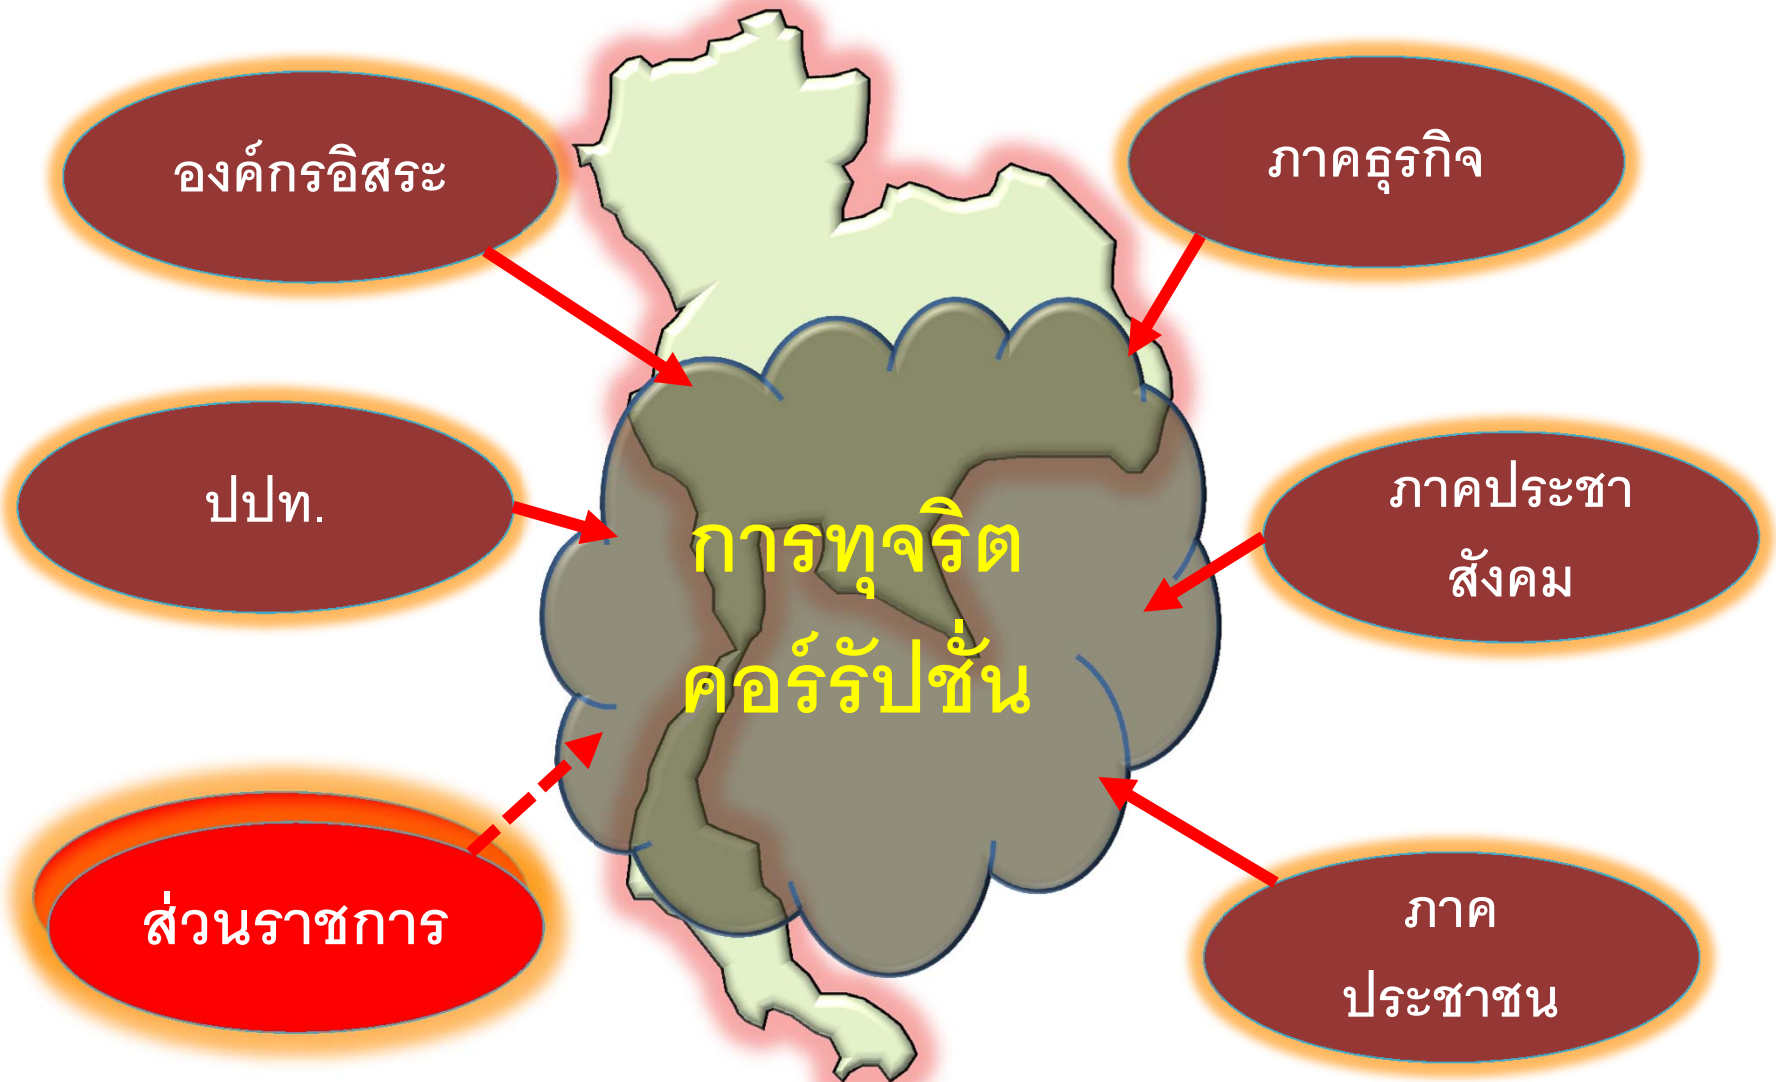 องค์กรอิสระ
ภาคธุรกิจ
ปปท.
ภาคประชา
สังคม
การทุจริต
คอร์รัปชั่น
ส่วนราชการ
ภาค
ประชาชน